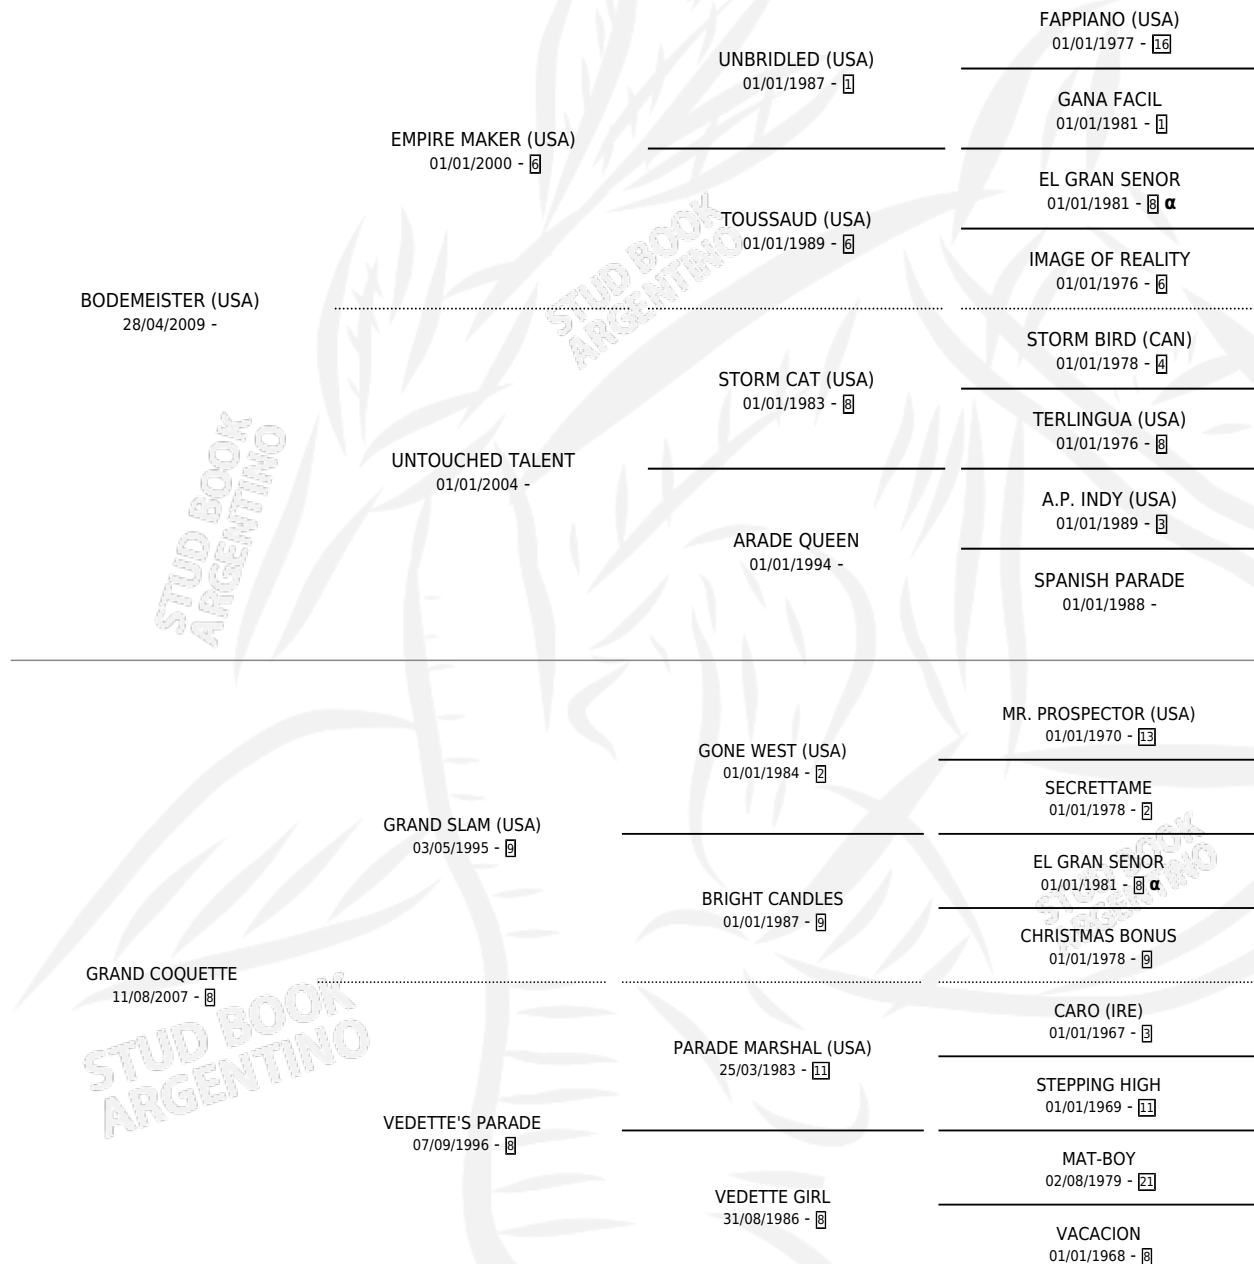 FAPPIANO (USA)
01/01/1977 - 16
UNBRIDLED (USA)
01/01/1987 - 1
GANA FACIL
01/01/1981 - 1
EMPIRE MAKER (USA)
01/01/2000 - 6
EL GRAN SENOR
01/01/1981 - 8 α
TOUSSAUD (USA)
01/01/1989 - 6
IMAGE OF REALITY
01/01/1976 - 6
BODEMEISTER (USA)
28/04/2009 -
STORM BIRD (CAN)
01/01/1978 - 4
STORM CAT (USA)
01/01/1983 - 8
TERLINGUA (USA)
01/01/1976 - 8
UNTOUCHED TALENT
01/01/2004 -
A.P. INDY (USA)
01/01/1989 - 3
ARADE QUEEN
01/01/1994 -
SPANISH PARADE
01/01/1988 -
MR. PROSPECTOR (USA)
01/01/1970 - 13
GONE WEST (USA)
01/01/1984 - 2
SECRETTAME
01/01/1978 - 2
GRAND SLAM (USA)
03/05/1995 - 9
EL GRAN SENOR
01/01/1981 - 8 α
BRIGHT CANDLES
01/01/1987 - 9
CHRISTMAS BONUS
01/01/1978 - 9
GRAND COQUETTE
11/08/2007 - 8
CARO (IRE)
01/01/1967 - 3
PARADE MARSHAL (USA)
25/03/1983 - 11
STEPPING HIGH
01/01/1969 - 11
VEDETTE'S PARADE
07/09/1996 - 8
MAT-BOY
02/08/1979 - 21
VEDETTE GIRL
31/08/1986 - 8
VACACION
01/01/1968 - 8
STUD BOOK
ARGENTINO
STUD BOOK
ARGENTINO
STUD BOOK
ARGENTINO
STUD BOOK
ARGENTINO